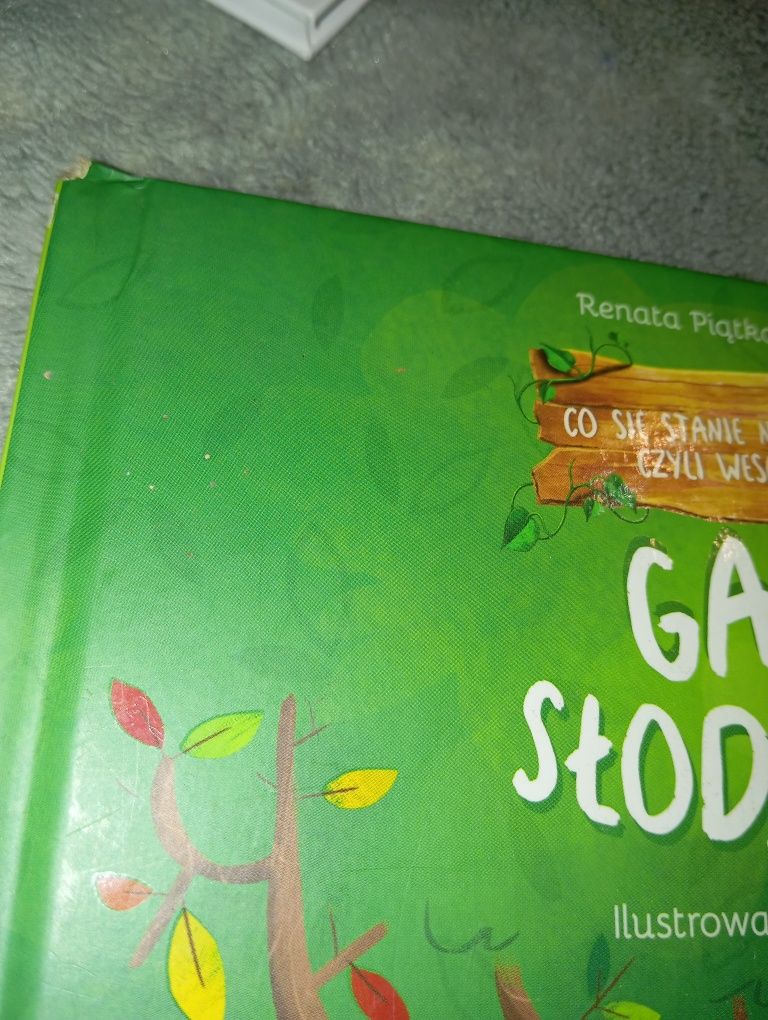 Renata Piątko
CO SIĘ STANIE N
CZYLI WESO
GA
SŁOD
Ilustrowa